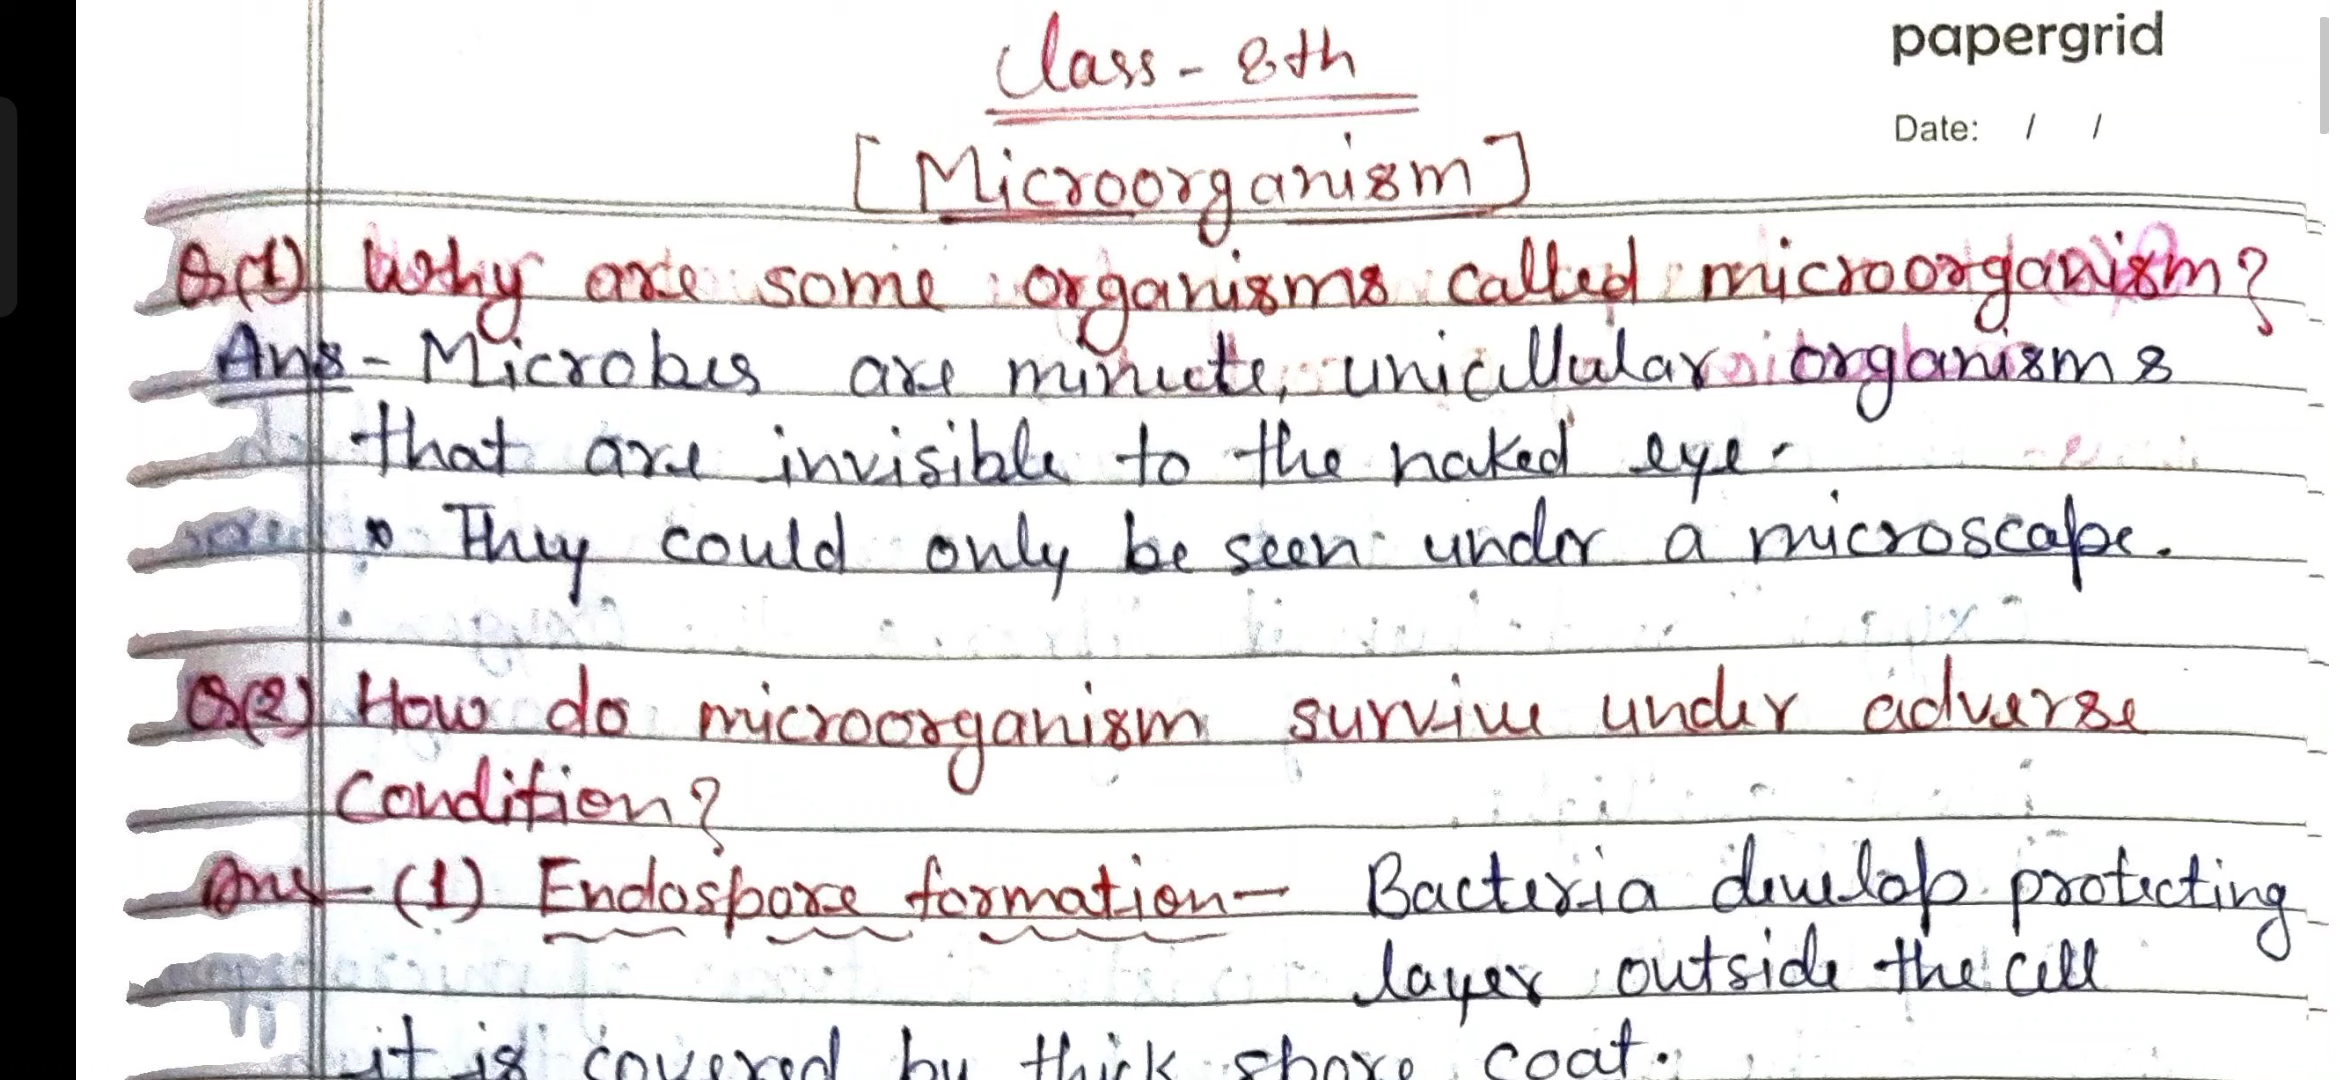 Class - 8th
papergrid
Date: / /
[Microorganism]
Q(1) Why are some organisms called microorganism?
Ans - Microbes are minute, unicellular organisms
that are invisible to the naked eye.
• They could only be seen under a microscope.
Q(2) How do microorganism survive under adverse
Condition?
Ans - (1) Endospore formation - Bacteria develop protecting
layer outside the cell
it is covered by thick spore coat.